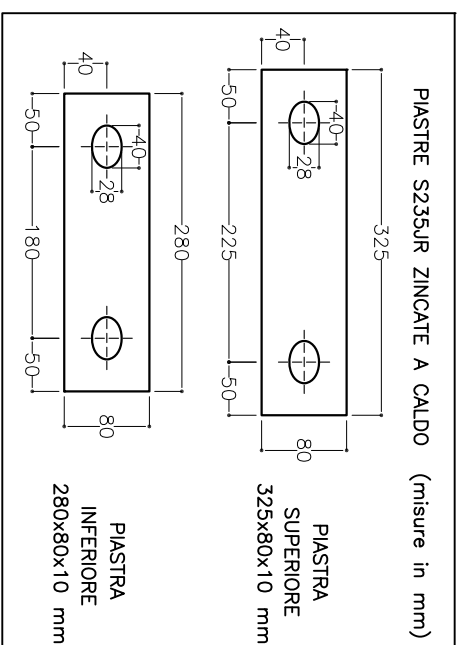 PIASTRE S235JR ZINCATE A CALDO (misure in mm)
325
40
40
28
50
225
50
80
PIASTRA
SUPERIORE
325x80x10 mm
280
40
40
28
50
180
50
80
PIASTRA
INFERIORE
280x80x10 mm